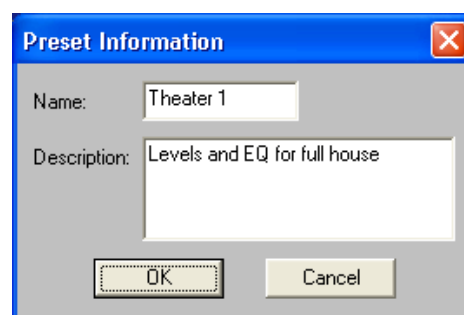 Preset Information
Name: Theater 1
Description: Levels and EQ for full house
OK Cancel